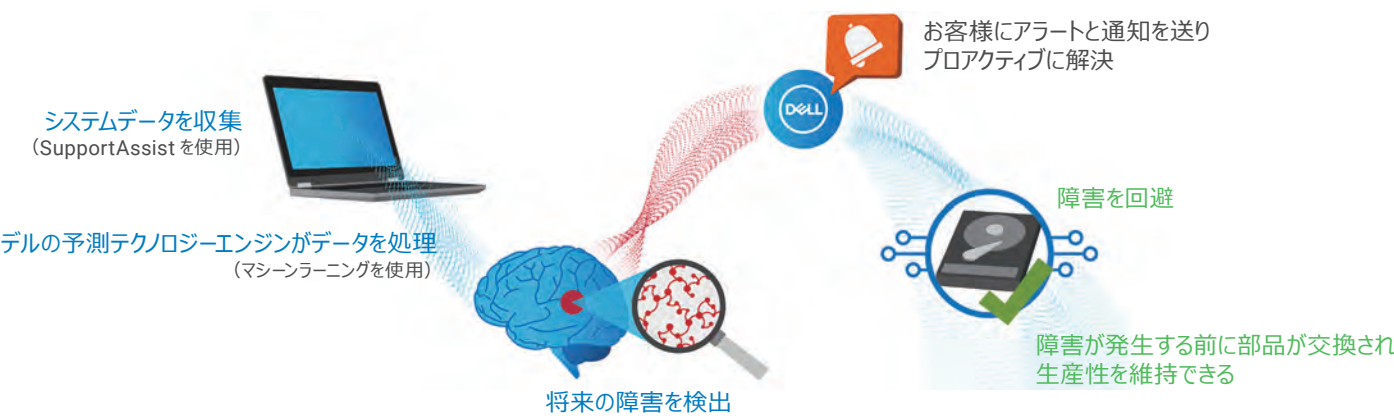 システムデータを収集
（SupportAssist を使用）
デルの予測テクノロジーエンジンがデータを処理
（マシーンラーニングを使用）
将来の障害を検出
DELL
お客様にアラートと通知を送り
プロアクティブに解決
障害を回避
障害が発生する前に部品が交換され
生産性を維持できる